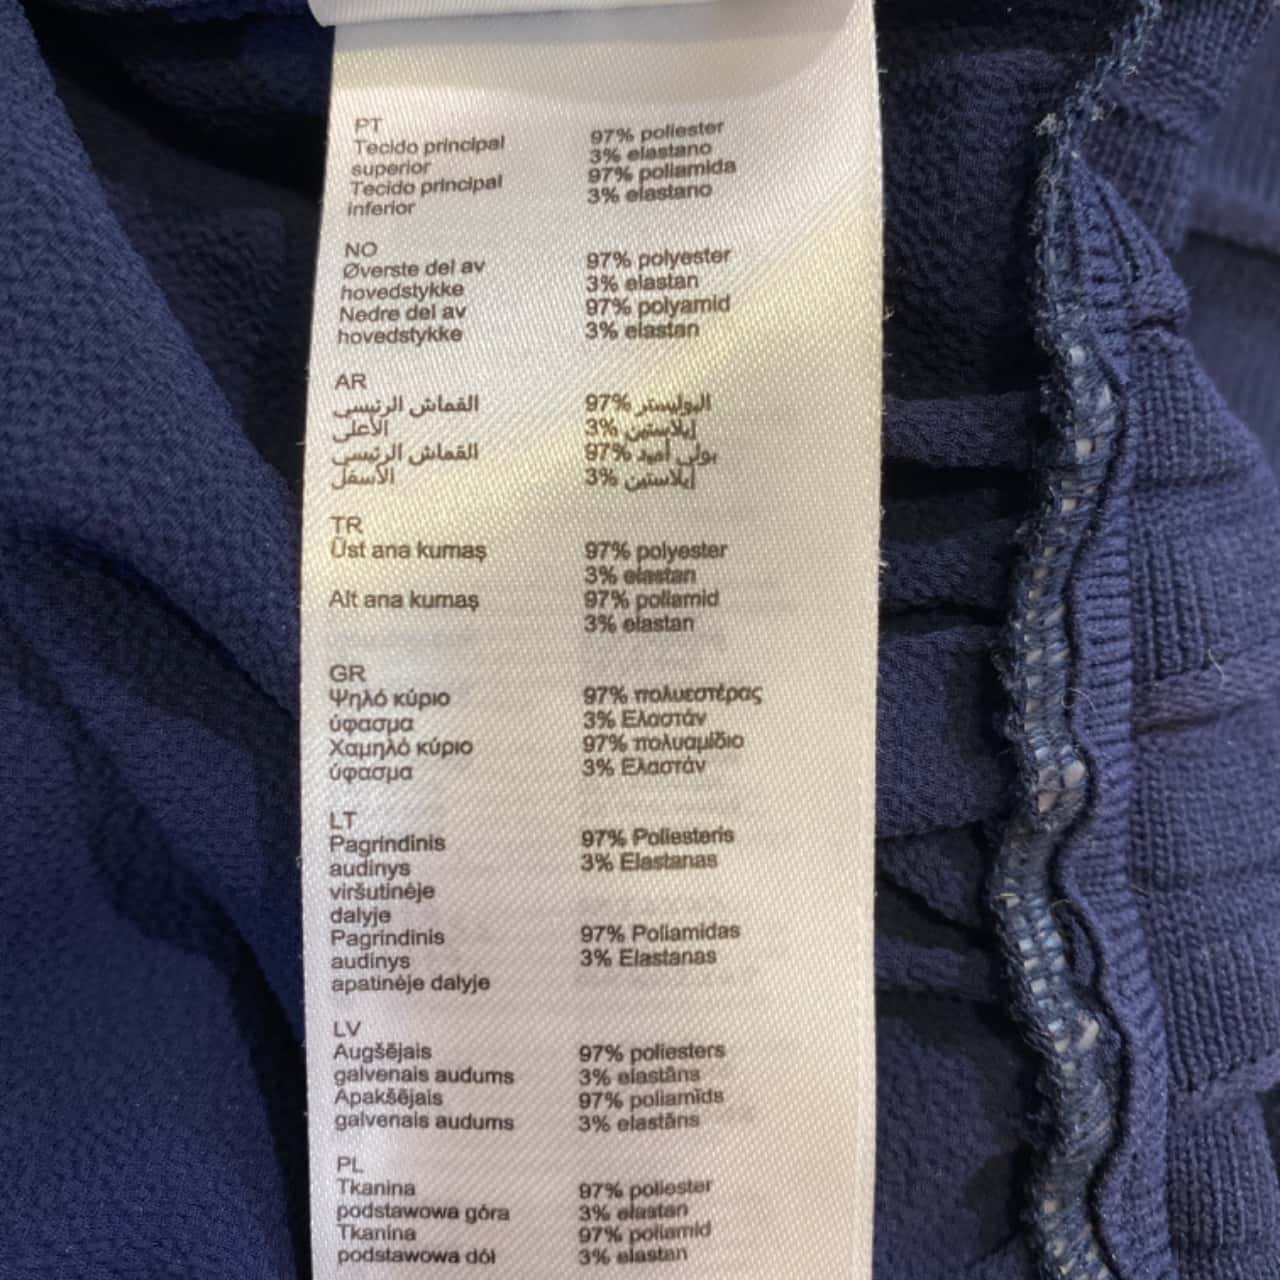 PT
Tecido principal 97% poliester
superior 3% elastano
Tecido principal 97% poliamida
inferior 3% elastano
NO
Øverste del av 97% polyester
hovedstykke 3% elastan
Nedre del av 97% polyamid
hovedstykke 3% elastan
AR
القماش الرئيسي 97% البوليستر
الأعلى 3% إيلاستين
القماش الرئيسي 97% بولي أميد
الأسفل 3% إيلاستين
TR
Üst ana kumaş 97% polyester
3% elastan
Alt ana kumaş 97% poliamid
3% elastan
GR
Ψηλό κύριο 97% πολυεστέρας
ύφασμα 3% Ελαστάν
Χαμηλό κύριο 97% πολυαμίδιο
ύφασμα 3% Ελαστάν
LT
Pagrindinis 97% Poliesteris
audinys 3% Elastanas
viršutinėje
dalyje
Pagrindinis 97% Poliamidas
audinys 3% Elastanas
apatinėje dalyje
LV
Augšējais 97% poliesters
galvenais audums 3% elastāns
Apakšējais 97% poliamīds
galvenais audums 3% elastāns
PL
Tkanina 97% poliester
podstawowa góra 3% elastan
Tkanina 97% poliamid
podstawowa dół 3% elastan